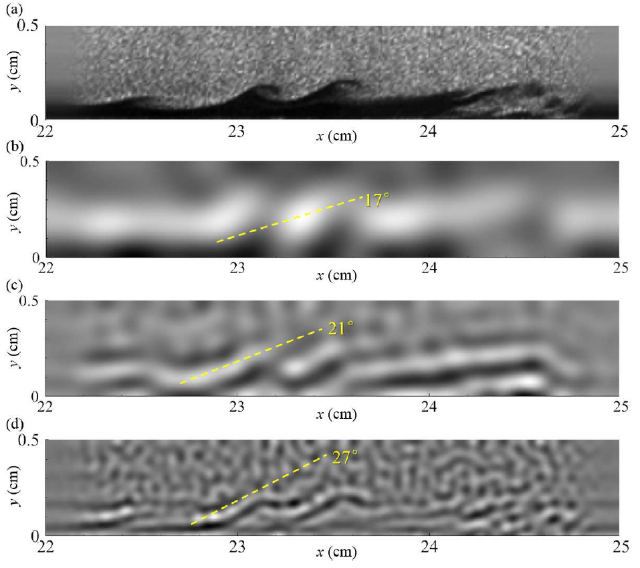 (a)
0.5
y (cm)
0
22 23 24 25
x (cm)
(b)
0.5
y (cm)
17°
0
22 23 24 25
x (cm)
(c)
0.5
y (cm)
21°
0
22 23 24 25
x (cm)
(d)
0.5
y (cm)
27°
0
22 23 24 25
x (cm)